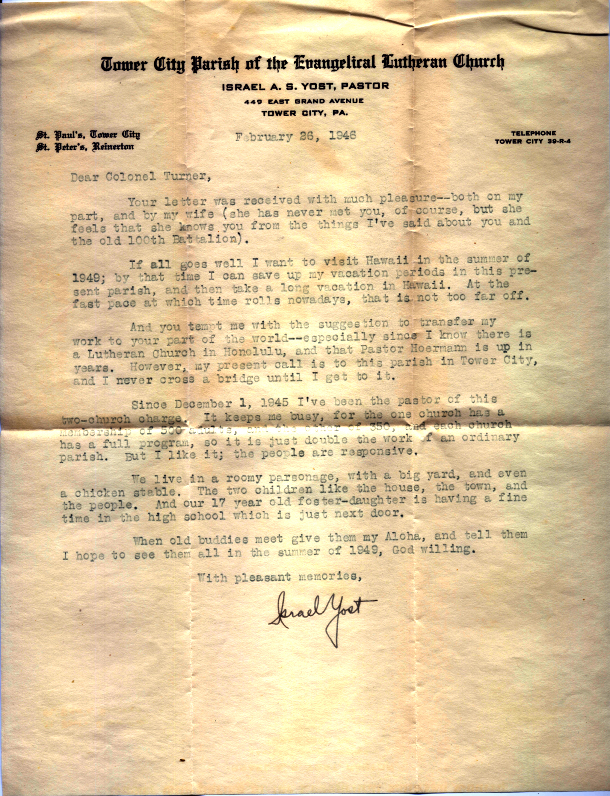 Tower City Parish of the Evangelical Lutheran Church
ISRAEL A. S. YOST, PASTOR
449 EAST GRAND AVENUE
TOWER CITY, PA.
St. Paul's, Tower City
St. Peter's, Reinerton
February 26, 1946
TELEPHONE
TOWER CITY 39-R-4
Dear Colonel Turner,
Your letter was received with much pleasure--both on my
part, and by my wife (she has never met you, of course, but she
feels that she knows you from the things I've said about you and
the old 100th Battalion).
If all goes well I want to visit Hawaii in the summer of
1949; by that time I can save up my vacation periods in this pre-
sent parish, and then take a long vacation in Hawaii. At the
fast pace at which time rolls nowadays, that is not too far off.
And you tempt me with the suggestion to transfer my
work to your part of the world--especially since I know there is
a Lutheran Church in Honolulu, and that Pastor Hoermann is up in
years. However, my present call is to this parish in Tower City,
and I never cross a bridge until I get to it.
Since December 1, 1945 I've been the pastor of this
two-church charge. It keeps me busy, for the one church has a
membership of 500 adults, and the other of 350, and each church
has a full program, so it is just double the work of an ordinary
parish. But I like it; the people are responsive.
We live in a roomy parsonage, with a big yard, and even
a chicken stable. The two children like the house, the town, and
the people. And our 17 year old foster-daughter is having a fine
time in the high school which is just next door.
When old buddies meet give them my Aloha, and tell them
I hope to see them all in the summer of 1949, God willing.
With pleasant memories,
Israel Yost